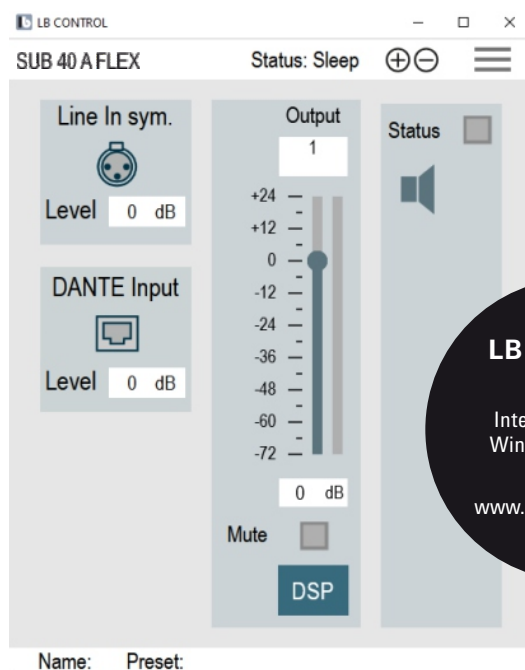 LB CONTROL
SUB 40 A FLEX Status: Sleep
Line In sym.
Level 0 dB
DANTE Input
Level 0 dB
Output
1
+24
+12
0
-12
-24
-36
-48
-60
-72
0 dB
Mute
DSP
Status
LB
www.
Name: Preset: